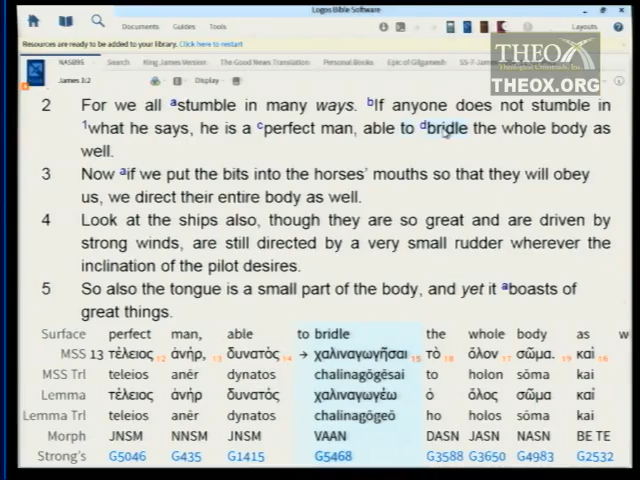 Logos Bible Software
Documents Guides Tools Layouts
Resources are ready to be added to your library. Click here to restart
NASB95 Search King James Version The Good News Translation Personal Books Epic of Gilgamesh
James 3:2 Display
THEOX
THEOX.ORG
2 For we all astumble in many ways. bIf anyone does not stumble in
1what he says, he is a cperfect man, able to dbridle the whole body as
well.
3 Now aif we put the bits into the horses' mouths so that they will obey
us, we direct their entire body as well.
4 Look at the ships also, though they are so great and are driven by
strong winds, are still directed by a very small rudder wherever the
inclination of the pilot desires.
5 So also the tongue is a small part of the body, and yet it aboasts of
great things.
Surface perfect man, able to bridle the whole body as w
MSS 13 τέλειος 12 ἀνήρ, 13 δυνατὸς 14 → χαλιναγωγῆσαι 15 τὸ 16 ὅλον 17 σῶμα. 19 καὶ 16
MSS Trl teleios anēr dynatos chalinagōgēsai to holon sōma kai
Lemma τέλειος ἀνήρ δυνατός χαλιναγωγέω ὁ ὅλος σῶμα καί
Lemma Trl teleios anēr dynatos chalinagōgeō ho holos sōma kai
Morph JNSM NNSM JNSM VAAN DASN JASN NASN BE TE
Strong's G5046 G435 G1415 G5468 G3588 G3650 G4983 G2532